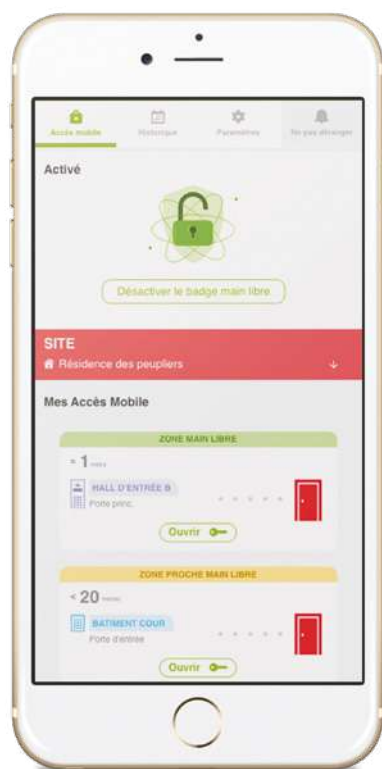 Accès mobile
Historique
Paramètres
Ne pas déranger
Activé
Désactiver le badge main libre
SITE
Résidence des peupliers
Mes Accès Mobile
ZONE MAIN LIBRE
≈ 1 mètre
HALL D'ENTRÉE B
Porte princ.
Ouvrir
ZONE PROCHE MAIN LIBRE
< 20 mètres
BATIMENT COUR
Porte d'entrée
Ouvrir